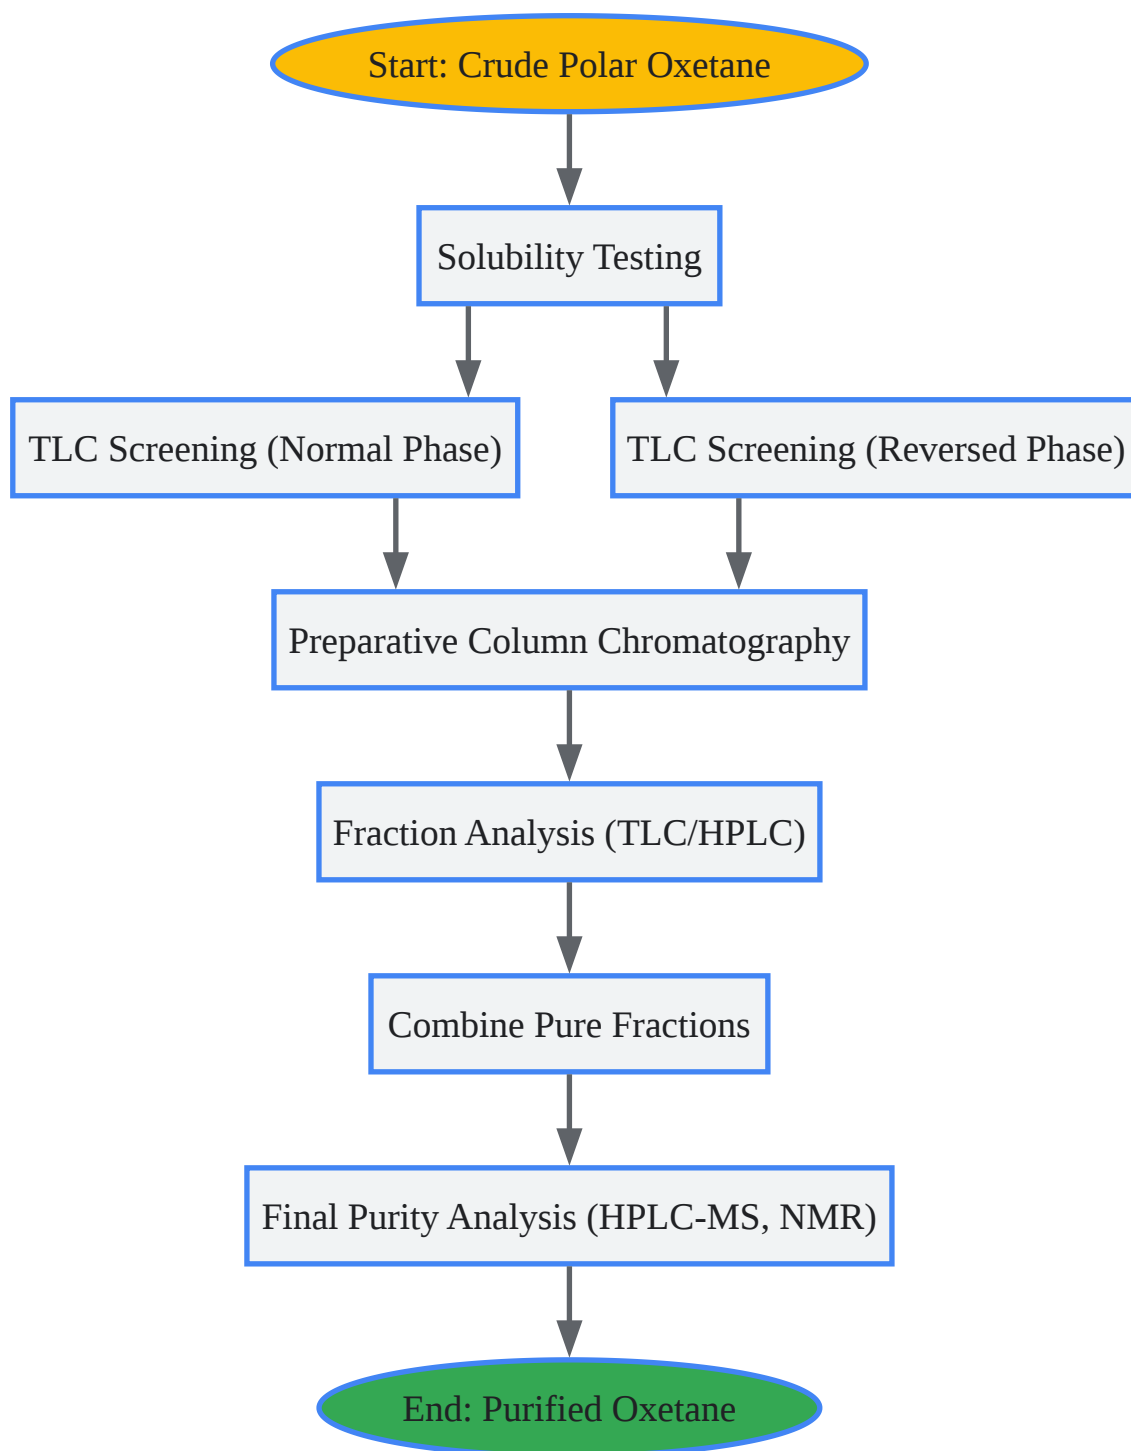 Start: Crude Polar Oxetane
Solubility Testing
TLC Screening (Normal Phase)
TLC Screening (Reversed Phase)
Preparative Column Chromatography
Fraction Analysis (TLC/HPLC)
Combine Pure Fractions
Final Purity Analysis (HPLC-MS, NMR)
End: Purified Oxetane